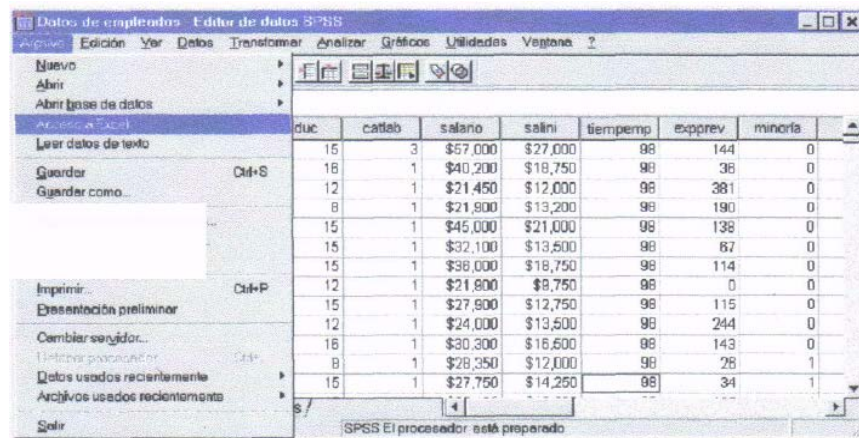 Datos de empleados - Editor de datos SPSS
Archivo Edición Ver Datos Transformar Analizar Gráficos Utilidades Ventana ?
Nuevo
Abrir
Abrir base de datos
Acceso a Excel
Leer datos de texto
Guardar Ctrl+S
Guardar como...
Imprimir... Ctrl+P
Presentación preliminar
Cambiar servidor...
Detener procesador Ctrl+.
Datos usados recientemente
Archivos usados recientemente
Salir
duc catlab salario salini tiempemp expprev minoría
15 3 $57,000 $27,000 98 144 0
16 1 $40,200 $18,750 98 36 0
12 1 $21,450 $12,000 98 381 0
8 1 $21,900 $13,200 98 190 0
15 1 $45,000 $21,000 98 138 0
15 1 $32,100 $13,500 98 67 0
15 1 $36,000 $18,750 98 114 0
12 1 $21,900 $9,750 98 0 0
15 1 $27,900 $12,750 98 115 0
12 1 $24,000 $13,500 98 244 0
16 1 $30,300 $16,500 98 143 0
8 1 $28,350 $12,000 98 26 1
15 1 $27,750 $14,250 98 34 1
s /
SPSS El procesador está preparado